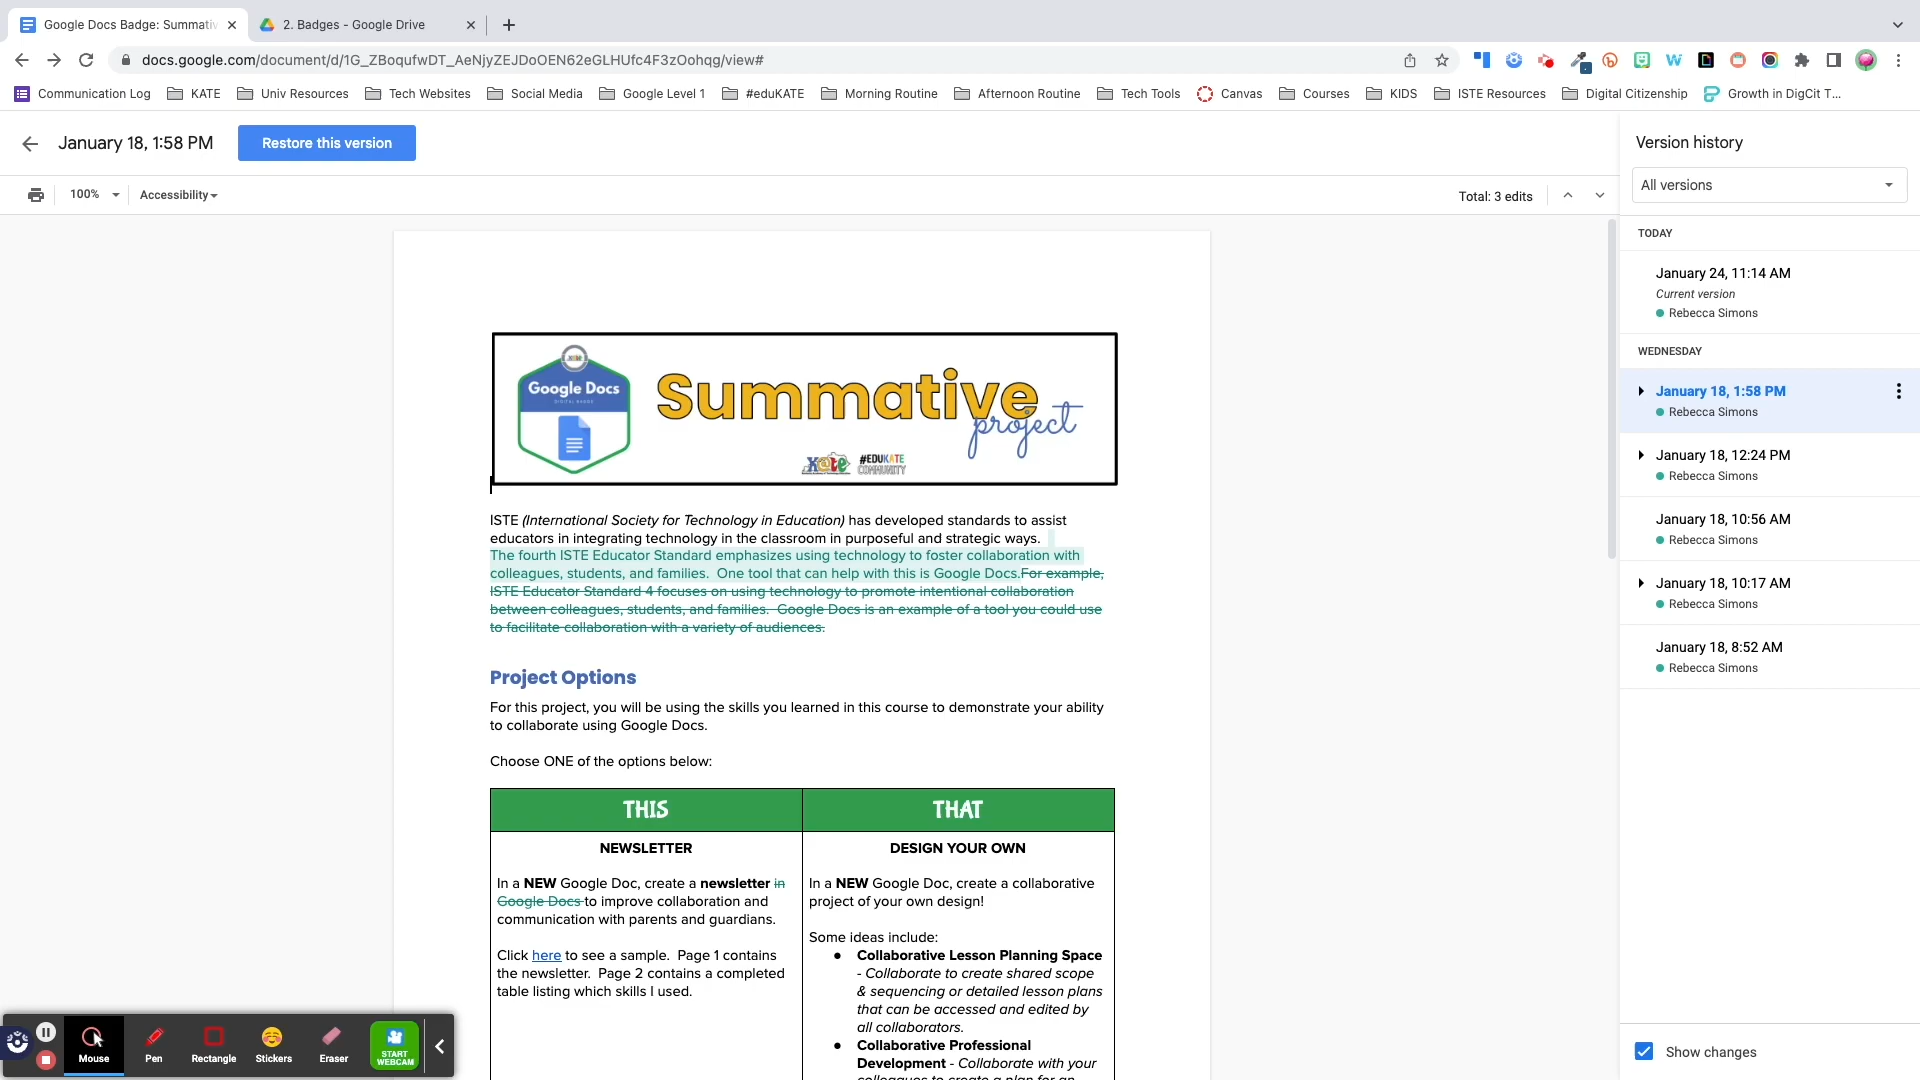 Google Docs Badge: Summativ
2. Badges - Google Drive
docs.google.com/document/d/1G_ZBoqufwDT_AeNjyZEJDoOEN62eGLHUfc4F3zOohqg/view#
Communication Log
KATE
Univ Resources
Tech Websites
Social Media
Google Level 1
#eduKATE
Morning Routine
Afternoon Routine
Tech Tools
Canvas
Courses
KIDS
ISTE Resources
Digital Citizenship
Growth in DigCit T...
January 18, 1:58 PM
Restore this version
100%
Accessibility
Total: 3 edits
Google Docs
DIGITAL BADGE
Summative
project
kate
#EDUKATE
COMMUNITY
ISTE (International Society for Technology in Education) has developed standards to assist
educators in integrating technology in the classroom in purposeful and strategic ways.
The fourth ISTE Educator Standard emphasizes using technology to foster collaboration with
colleagues, students, and families.  One tool that can help with this is Google Docs.For example,
ISTE Educator Standard 4 focuses on using technology to promote intentional collaboration
between colleagues, students, and families.  Google Docs is an example of a tool you could use
to facilitate collaboration with a variety of audiences.
Project Options
For this project, you will be using the skills you learned in this course to demonstrate your ability
to collaborate using Google Docs.
Choose ONE of the options below:
THIS
NEWSLETTER
In a NEW Google Doc, create a newsletter in
Google Docs to improve collaboration and
communication with parents and guardians.
Click here to see a sample.  Page 1 contains
the newsletter.  Page 2 contains a completed
table listing which skills I used.
THAT
DESIGN YOUR OWN
In a NEW Google Doc, create a collaborative
project of your own design!
Some ideas include:
● Collaborative Lesson Planning Space
- Collaborate to create shared scope
& sequencing or detailed lesson plans
that can be accessed and edited by
all collaborators.
● Collaborative Professional
Development - Collaborate with your
colleagues to create a plan for an
Version history
All versions
TODAY
January 24, 11:14 AM
Current version
Rebecca Simons
WEDNESDAY
January 18, 1:58 PM
Rebecca Simons
January 18, 12:24 PM
Rebecca Simons
January 18, 10:56 AM
Rebecca Simons
January 18, 10:17 AM
Rebecca Simons
January 18, 8:52 AM
Rebecca Simons
Show changes
Mouse
Pen
Rectangle
Stickers
Eraser
START
WEBCAM